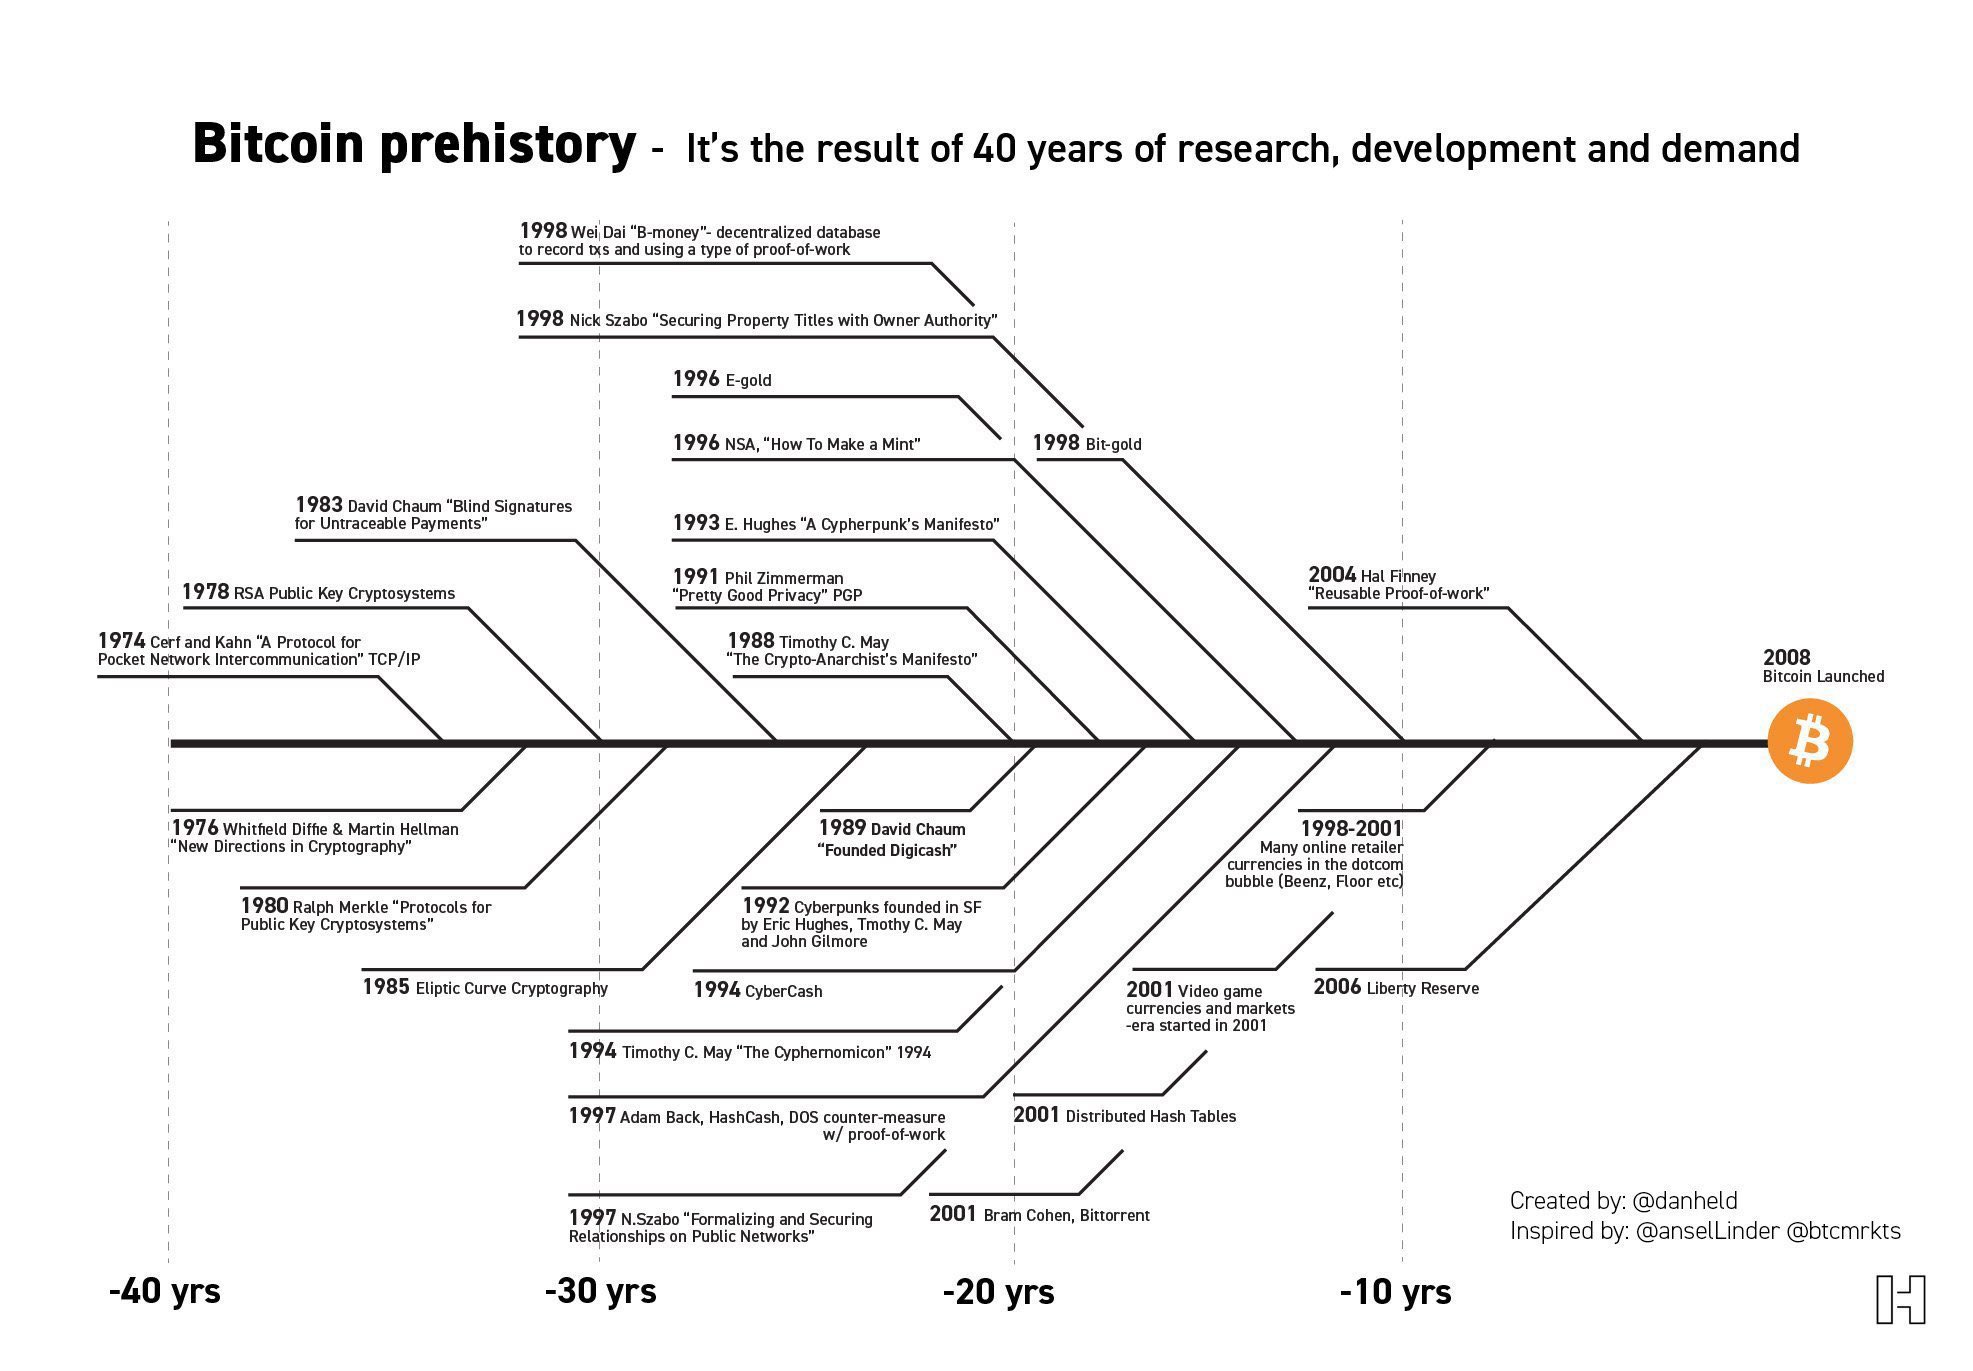 Bitcoin prehistory - It's the result of 40 years of research, development and demand
1998 Wei Dai “B-money”- decentralized database
to record txs and using a type of proof-of-work
1998 Nick Szabo “Securing Property Titles with Owner Authority”
1996 E-gold
1996 NSA, “How To Make a Mint”
1998 Bit-gold
1983 David Chaum “Blind Signatures
for Untraceable Payments”
1993 E. Hughes “A Cypherpunk's Manifesto”
1991 Phil Zimmerman
“Pretty Good Privacy” PGP
2004 Hal Finney
“Reusable Proof-of-work”
1978 RSA Public Key Cryptosystems
1974 Cerf and Kahn “A Protocol for
Pocket Network Intercommunication” TCP/IP
1988 Timothy C. May
“The Crypto-Anarchist's Manifesto”
2008
Bitcoin Launched
1976 Whitfield Diffie & Martin Hellman
“New Directions in Cryptography”
1989 David Chaum
“Founded Digicash”
1998-2001
Many online retailer
currencies in the dotcom
bubble (Beenz, Floor etc)
1980 Ralph Merkle “Protocols for
Public Key Cryptosystems”
1992 Cyberpunks founded in SF
by Eric Hughes, Tmothy C. May
and John Gilmore
1985 Eliptic Curve Cryptography
1994 CyberCash
2001 Video game
currencies and markets
-era started in 2001
2006 Liberty Reserve
1994 Timothy C. May “The Cyphernomicon” 1994
1997 Adam Back, HashCash, DOS counter-measure
w/ proof-of-work
2001 Distributed Hash Tables
1997 N.Szabo “Formalizing and Securing
Relationships on Public Networks”
2001 Bram Cohen, Bittorrent
Created by: @danheld
Inspired by: @anselLinder @btcmrkts
-40 yrs
-30 yrs
-20 yrs
-10 yrs